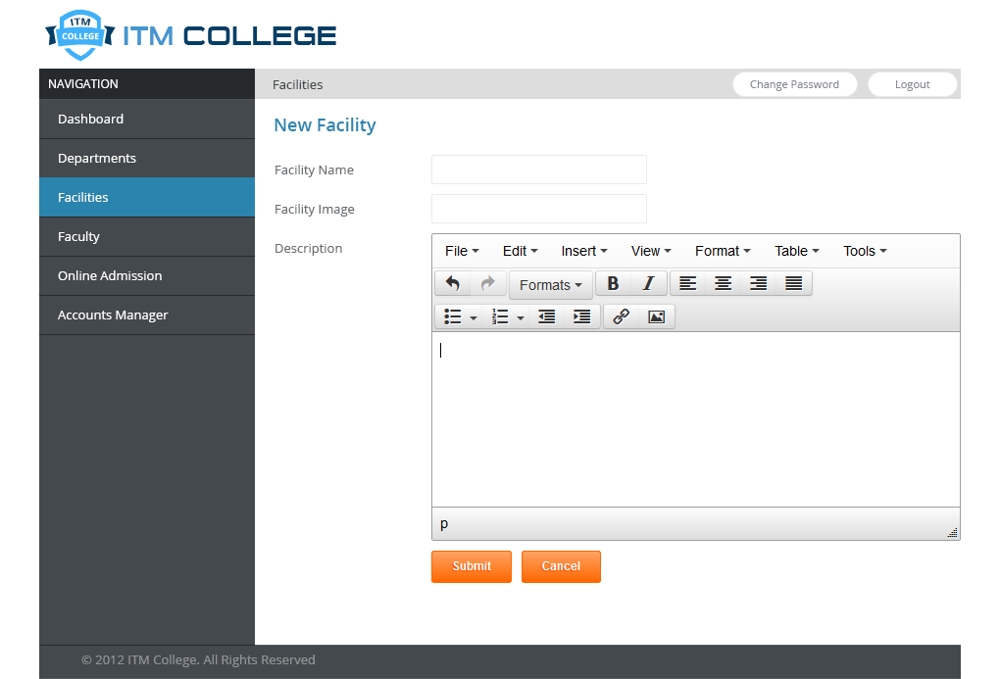 ITM
COLLEGE
ITM COLLEGE
NAVIGATION
Facilities
Change Password
Logout
Dashboard
Departments
Facilities
Faculty
Online Admission
Accounts Manager
New Facility
Facility Name
Facility Image
Description
File Edit Insert View Format Table Tools
Formats B I
p
Submit Cancel
© 2012 ITM College. All Rights Reserved